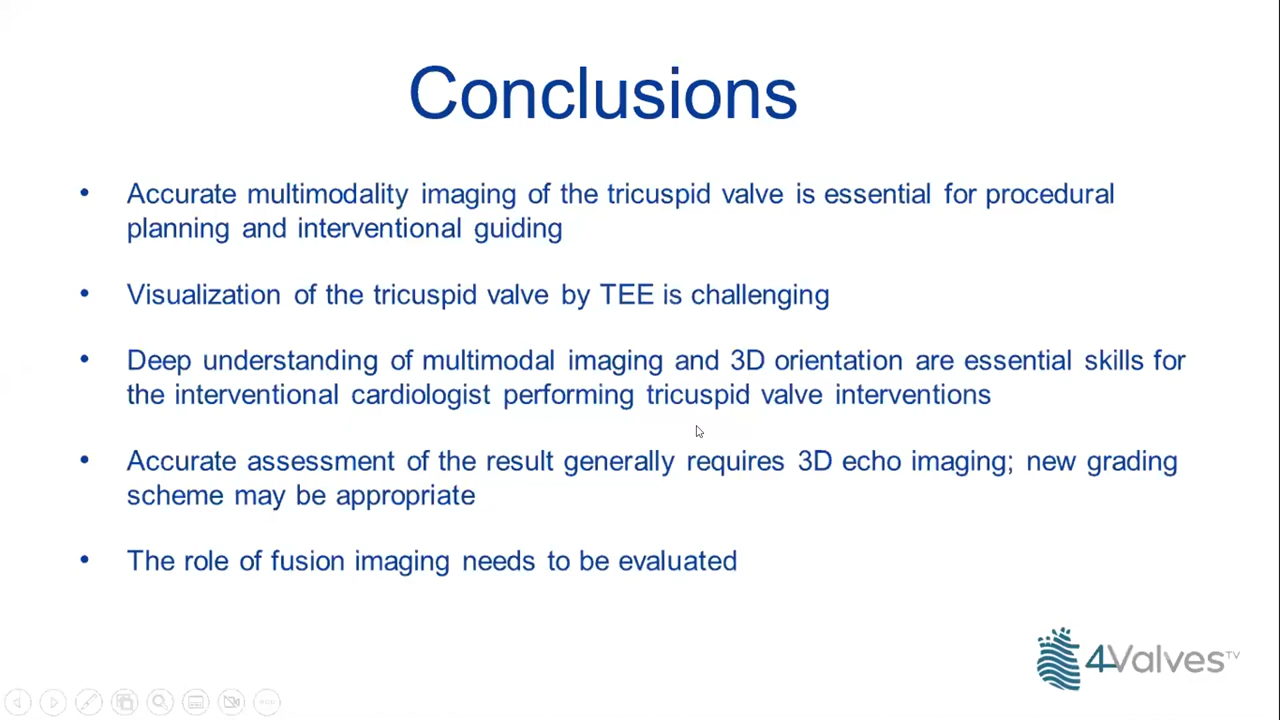 Conclusions
• Accurate multimodality imaging of the tricuspid valve is essential for procedural
planning and interventional guiding
• Visualization of the tricuspid valve by TEE is challenging
• Deep understanding of multimodal imaging and 3D orientation are essential skills for
the interventional cardiologist performing tricuspid valve interventions
• Accurate assessment of the result generally requires 3D echo imaging; new grading
scheme may be appropriate
• The role of fusion imaging needs to be evaluated
4Valves TV